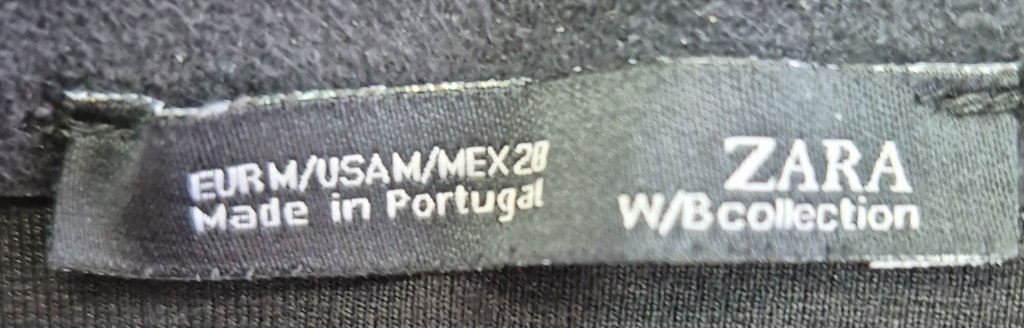 EUR M/USA M/MEX 28
Made in Portugal
ZARA
W/B collection